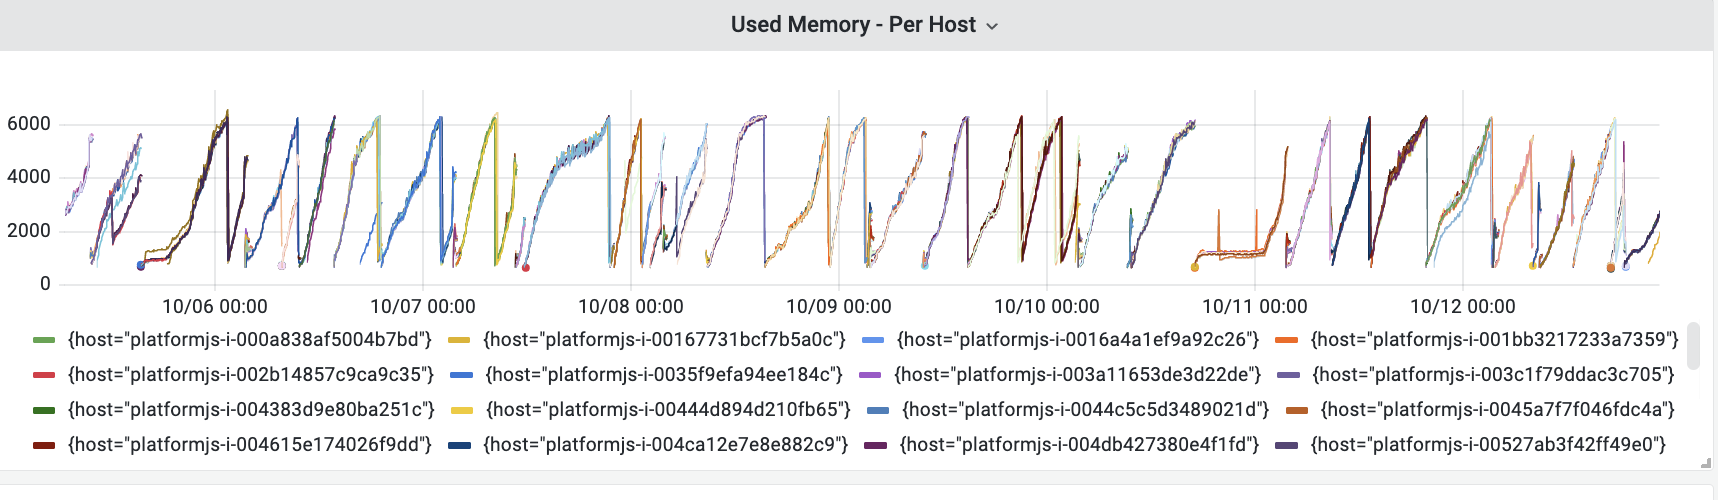 Used Memory - Per Host
6000
4000
2000
0
10/06 00:00 10/07 00:00 10/08 00:00 10/09 00:00 10/10 00:00 10/11 00:00 10/12 00:00
{host="platformjs-i-000a838af5004b7bd"} {host="platformjs-i-00167731bcf7b5a0c"} {host="platformjs-i-0016a4a1ef9a92c26"} {host="platformjs-i-001bb3217233a7359"}
{host="platformjs-i-002b14857c9ca9c35"} {host="platformjs-i-0035f9efa94ee184c"} {host="platformjs-i-003a11653de3d22de"} {host="platformjs-i-003c1f79ddac3c705"}
{host="platformjs-i-004383d9e80ba251c"} {host="platformjs-i-00444d894d210fb65"} {host="platformjs-i-0044c5c5d3489021d"} {host="platformjs-i-0045a7f7f046fdc4a"}
{host="platformjs-i-004615e174026f9dd"} {host="platformjs-i-004ca12e7e8e882c9"} {host="platformjs-i-004db427380e4f1fd"} {host="platformjs-i-00527ab3f42ff49e0"}